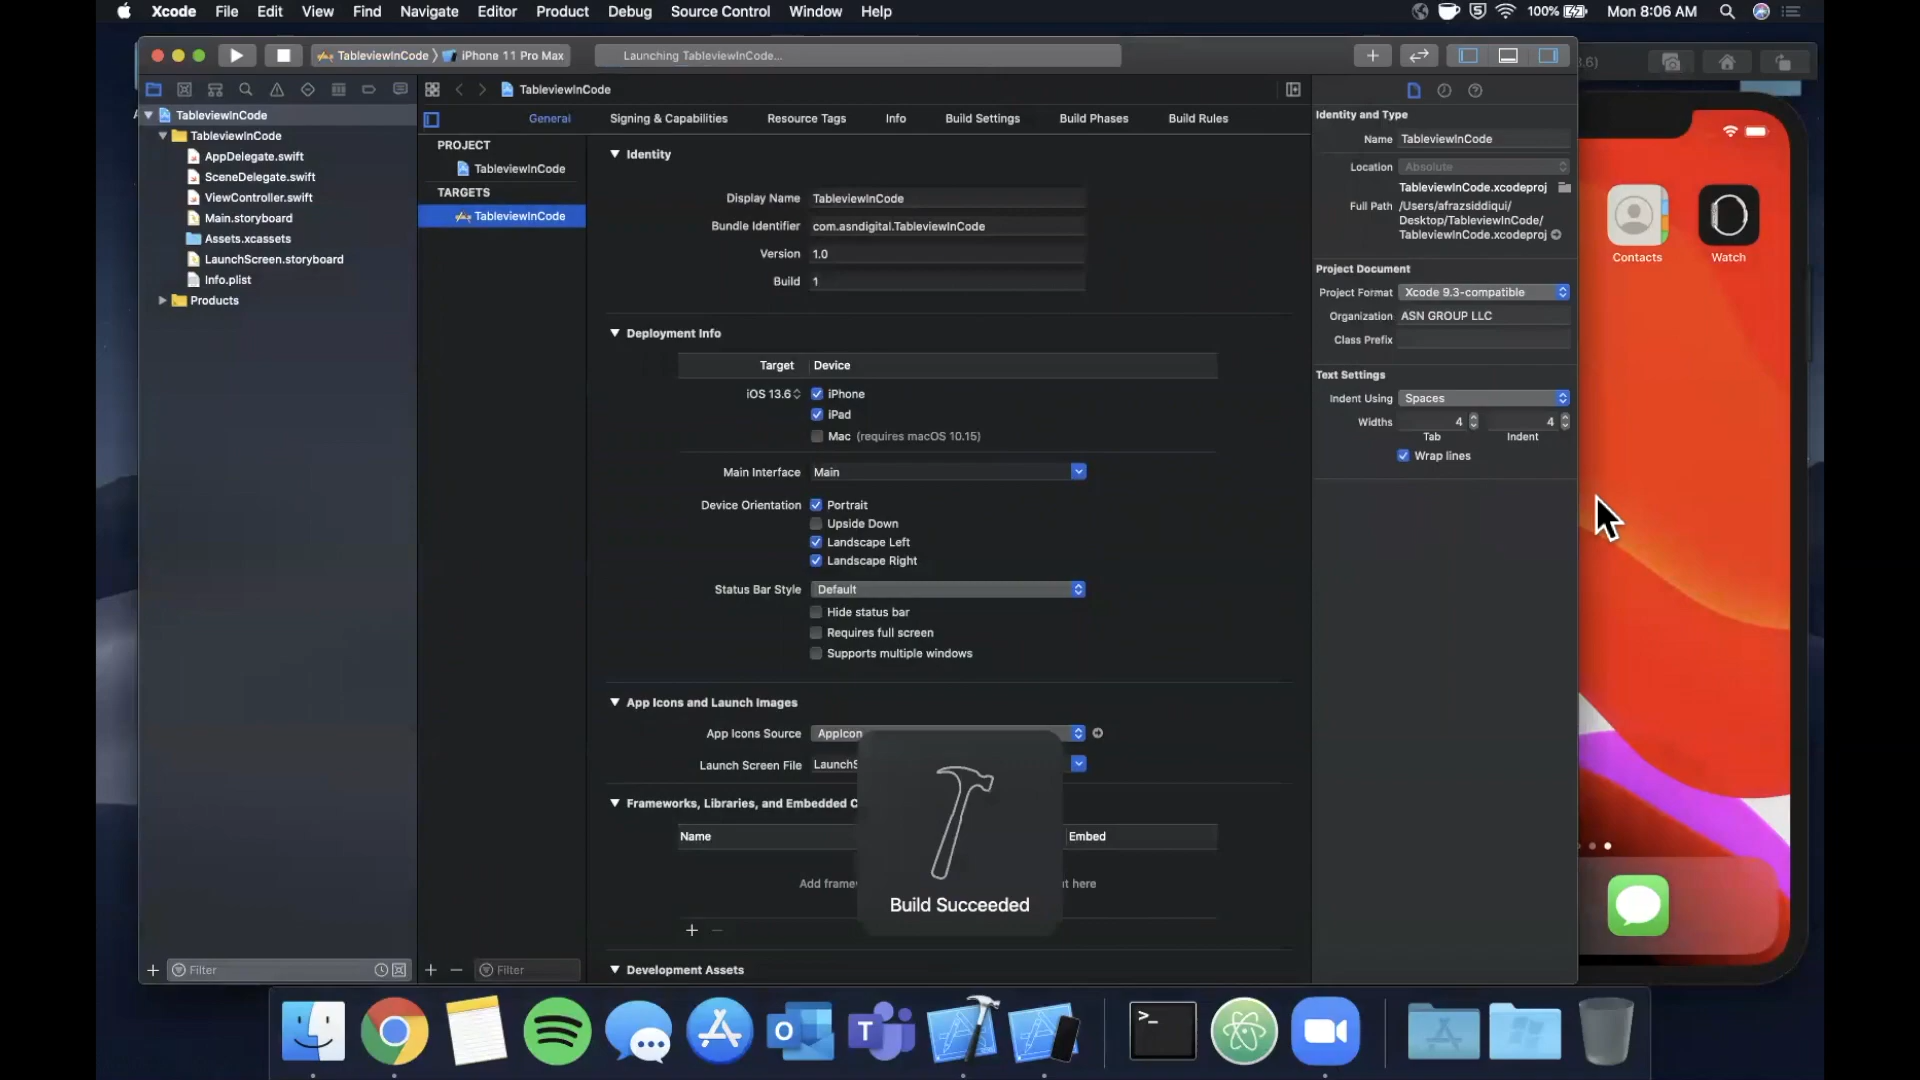 Xcode File Edit View Find Navigate Editor Product Debug Source Control Window Help 100% Mon 8:06 AM
TableviewInCode iPhone 11 Pro Max Launching TableviewInCode...
TableviewInCode
TableviewInCode
General Signing & Capabilities Resource Tags Info Build Settings Build Phases Build Rules
TableviewInCode
AppDelegate.swift
SceneDelegate.swift
ViewController.swift
Main.storyboard
Assets.xcassets
LaunchScreen.storyboard
Info.plist
Products
Filter
PROJECT
TableviewInCode
TARGETS
TableviewInCode
Filter
Identity
Display Name TableviewInCode
Bundle Identifier com.asndigital.TableviewInCode
Version 1.0
Build 1
Deployment Info
Target Device
iOS 13.6 iPhone
iPad
Mac (requires macOS 10.15)
Main Interface Main
Device Orientation Portrait
Upside Down
Landscape Left
Landscape Right
Status Bar Style Default
Hide status bar
Requires full screen
Supports multiple windows
App Icons and Launch Images
App Icons Source AppIcon
Launch Screen File LaunchS
Frameworks, Libraries, and Embedded C
Name Embed
Add frame t here
Build Succeeded
Development Assets
Identity and Type
Name TableviewInCode
Location Absolute
TableviewInCode.xcodeproj
Full Path /Users/afrazsiddiqui/
Desktop/TableviewInCode/
TableviewInCode.xcodeproj
Project Document
Project Format Xcode 9.3-compatible
Organization ASN GROUP LLC
Class Prefix
Text Settings
Indent Using Spaces
Widths 4 4
Tab Indent
Wrap lines
Contacts Watch